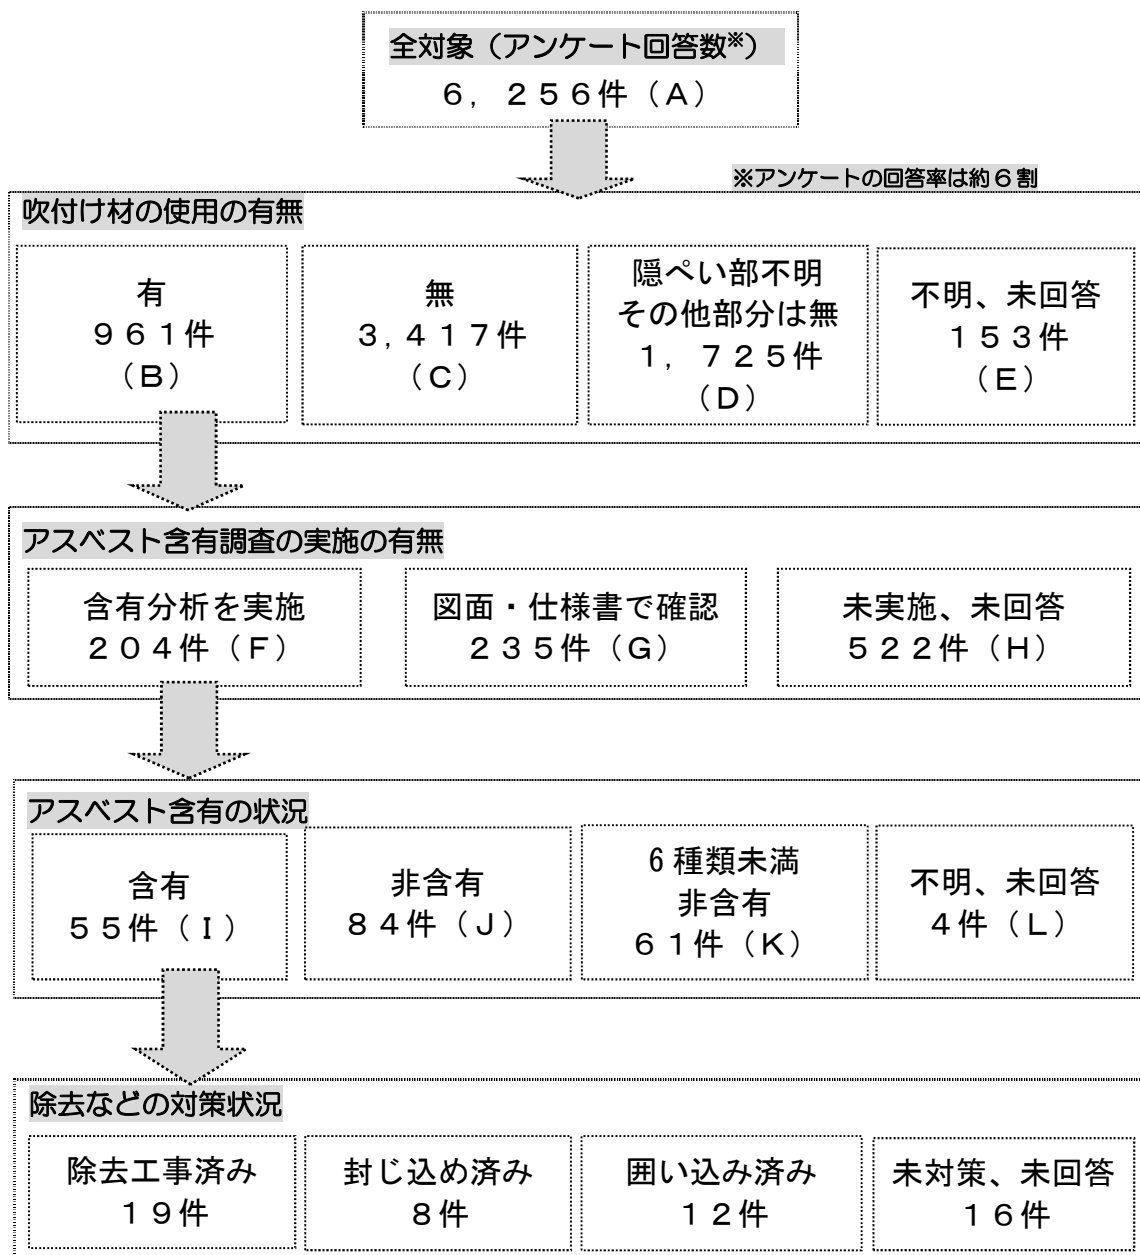 全対象（アンケート回答数※）
６，２５６件（Ａ）
※アンケートの回答率は約６割
吹付け材の使用の有無
有
９６１件
（Ｂ）
無
３,４１７件
（Ｃ）
隠ぺい部不明
その他部分は無
１，７２５件
（Ｄ）
不明、未回答
１５３件
（Ｅ）
アスベスト含有調査の実施の有無
含有分析を実施
２０４件（Ｆ）
図面・仕様書で確認
２３５件（Ｇ）
未実施、未回答
５２２件（Ｈ）
アスベスト含有の状況
含有
５５件（Ｉ）
非含有
８４件（Ｊ）
６種類未満
非含有
６１件（Ｋ）
不明、未回答
４件（Ｌ）
除去などの対策状況
除去工事済み
１９件
封じ込め済み
８件
囲い込み済み
１２件
未対策、未回答
１６件